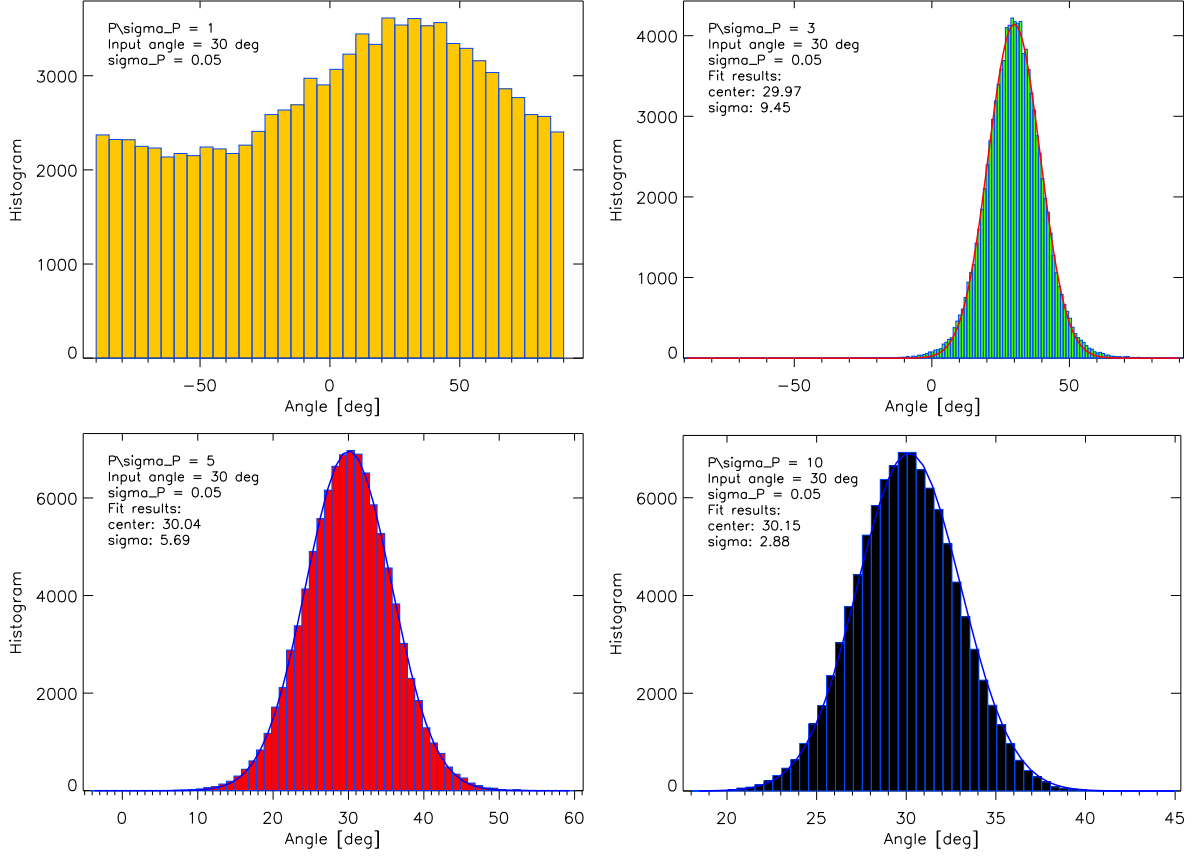 P\sigma_P = 1
Input angle = 30 deg
sigma_P = 0.05
3000
2000
1000
0
Histogram
−50 0 50
Angle [deg]
P\sigma_P = 3
Input angle = 30 deg
sigma_P = 0.05
Fit results:
center: 29.97
sigma: 9.45
4000
3000
2000
1000
0
Histogram
−50 0 50
Angle [deg]
P\sigma_P = 5
Input angle = 30 deg
sigma_P = 0.05
Fit results:
center: 30.04
sigma: 5.69
6000
4000
2000
0
Histogram
0 10 20 30 40 50 60
Angle [deg]
P\sigma_P = 10
Input angle = 30 deg
sigma_P = 0.05
Fit results:
center: 30.15
sigma: 2.88
6000
4000
2000
0
Histogram
20 25 30 35 40 45
Angle [deg]